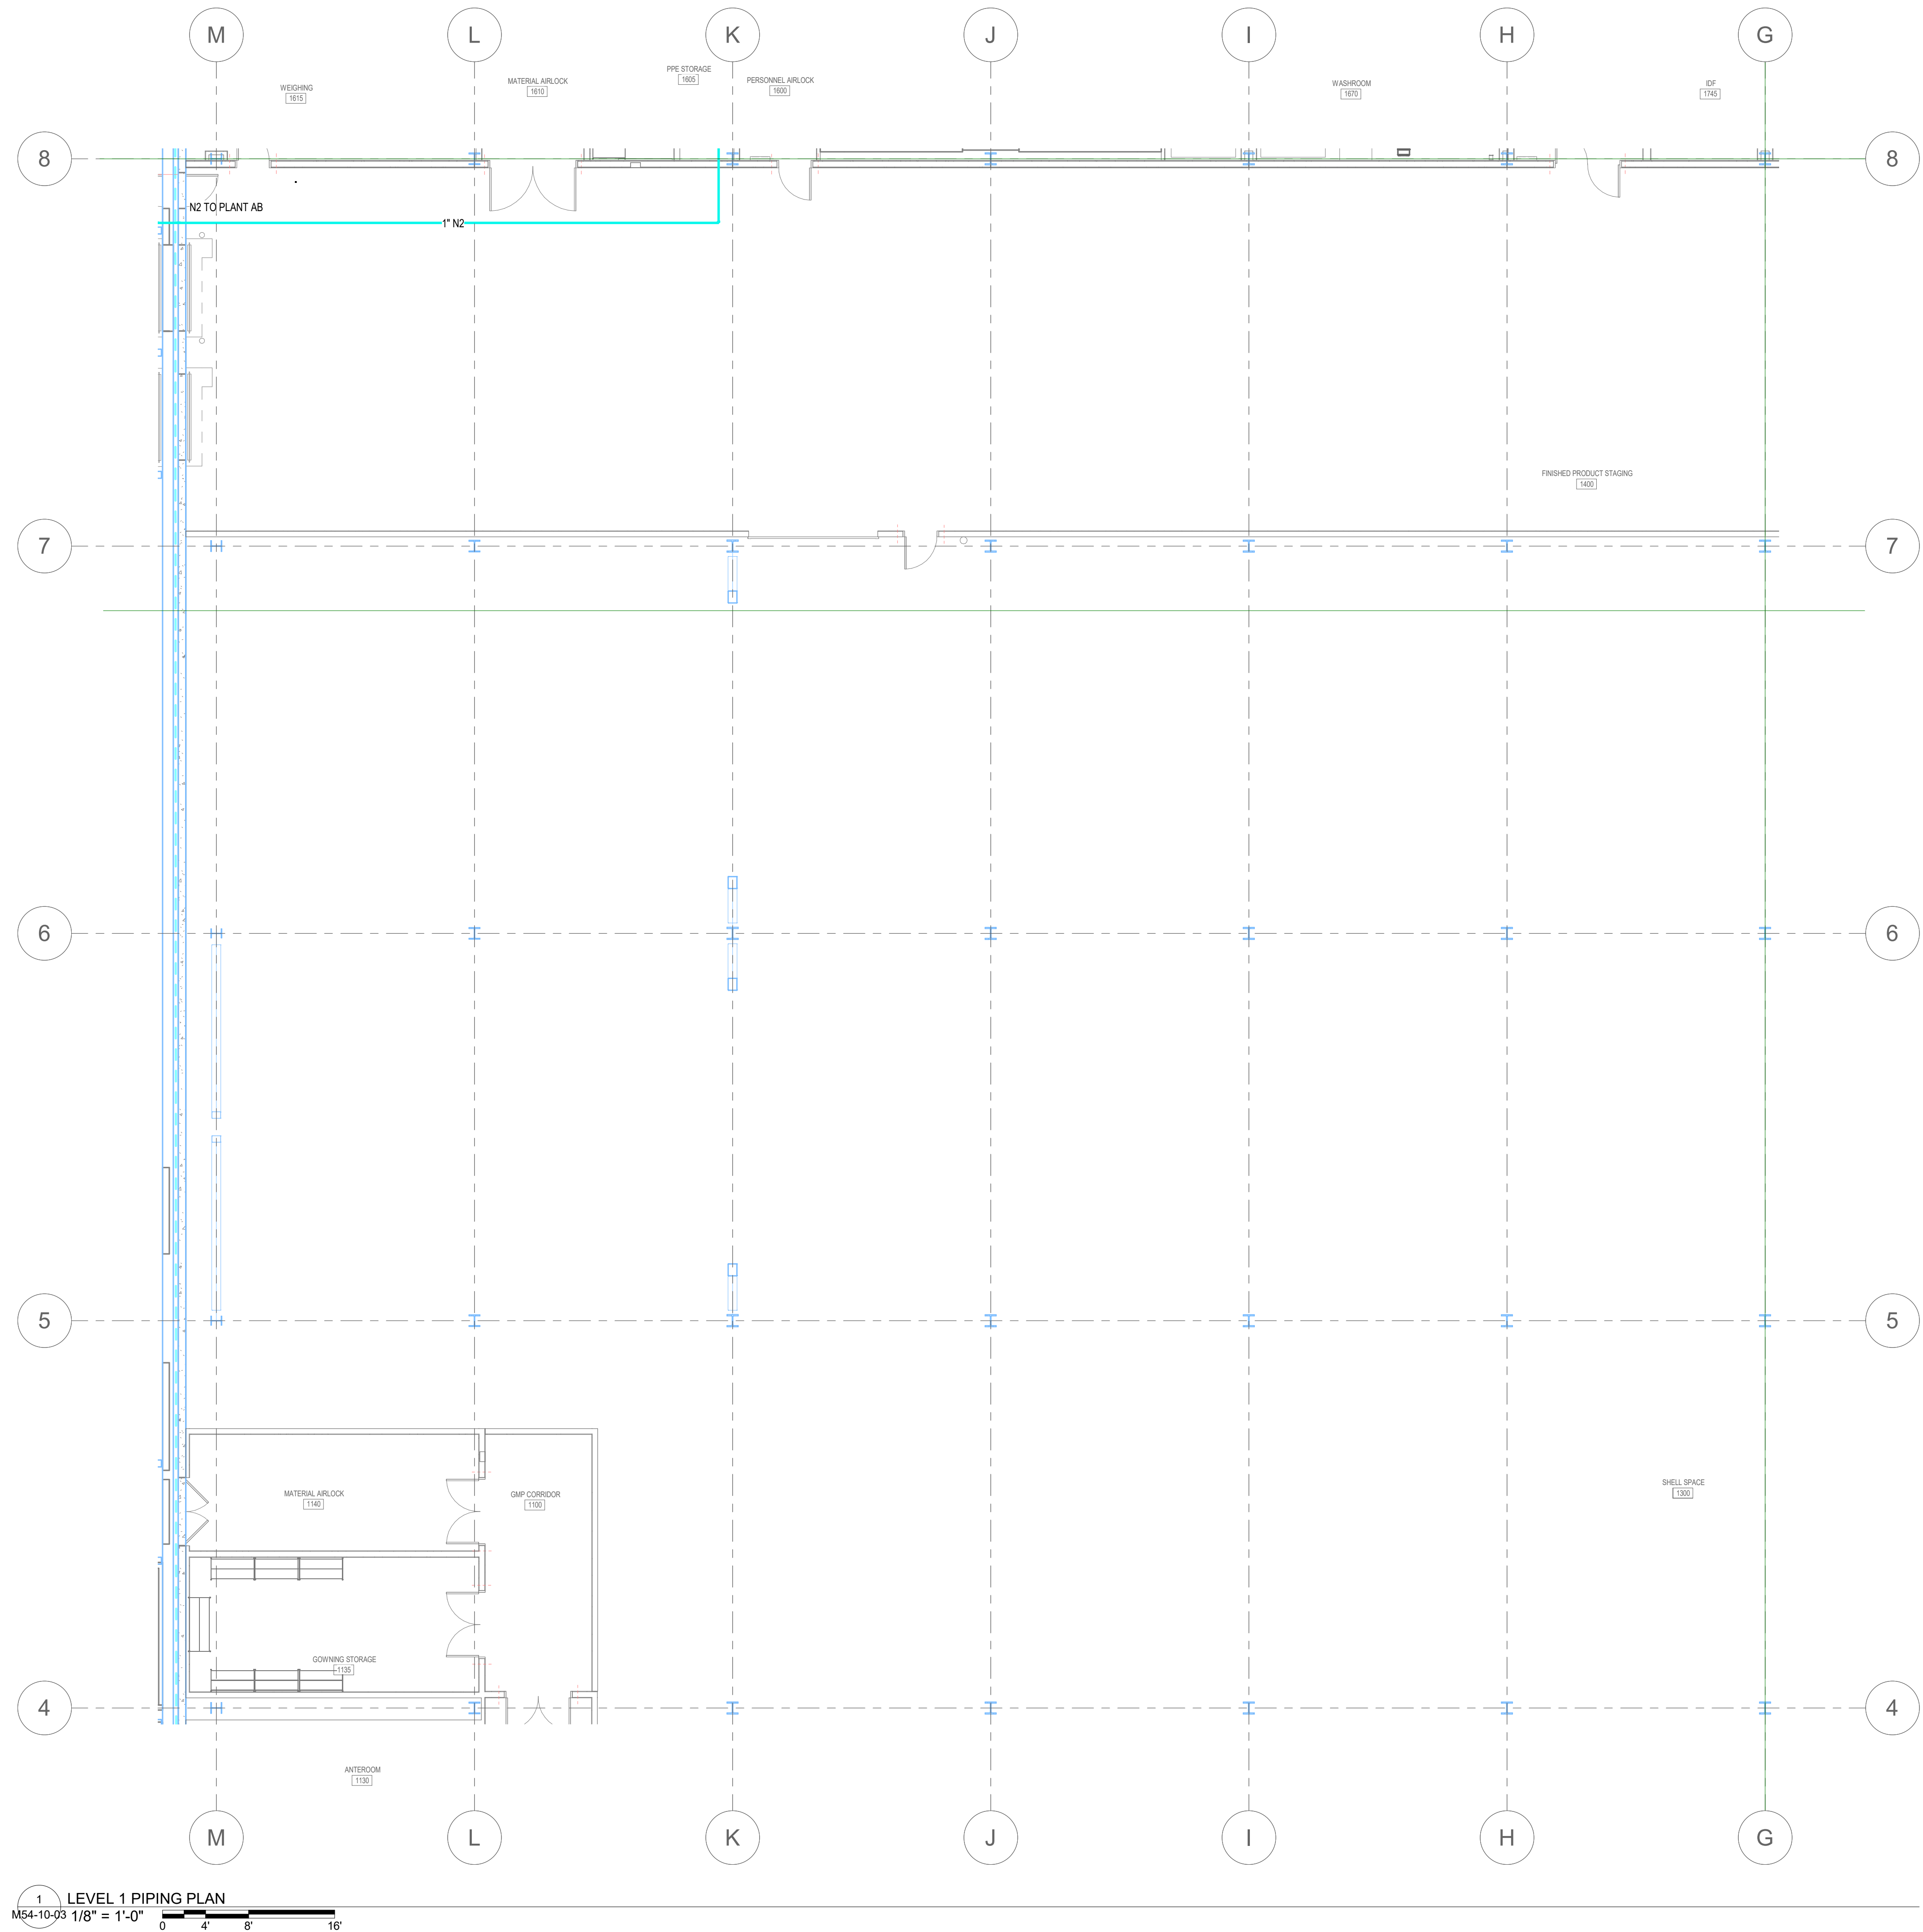 M L K J I H G
PPE STORAGE
1605
MATERIAL AIRLOCK
1610
PERSONNEL AIRLOCK
1600
WEIGHING
1615
WASHROOM
1670
IDF
1745
8 8
N2 TO PLANT AB
1" N2
FINISHED PRODUCT STAGING
1400
7 7
6 6
5 5
MATERIAL AIRLOCK
1140
GMP CORRIDOR
1100
SHELL SPACE
1300
GOWNING STORAGE
1135
4 4
ANTEROOM
1130
M L K J I H G
1
M54-10-03
LEVEL 1 PIPING PLAN
1/8" = 1'-0"
0 4' 8' 16'